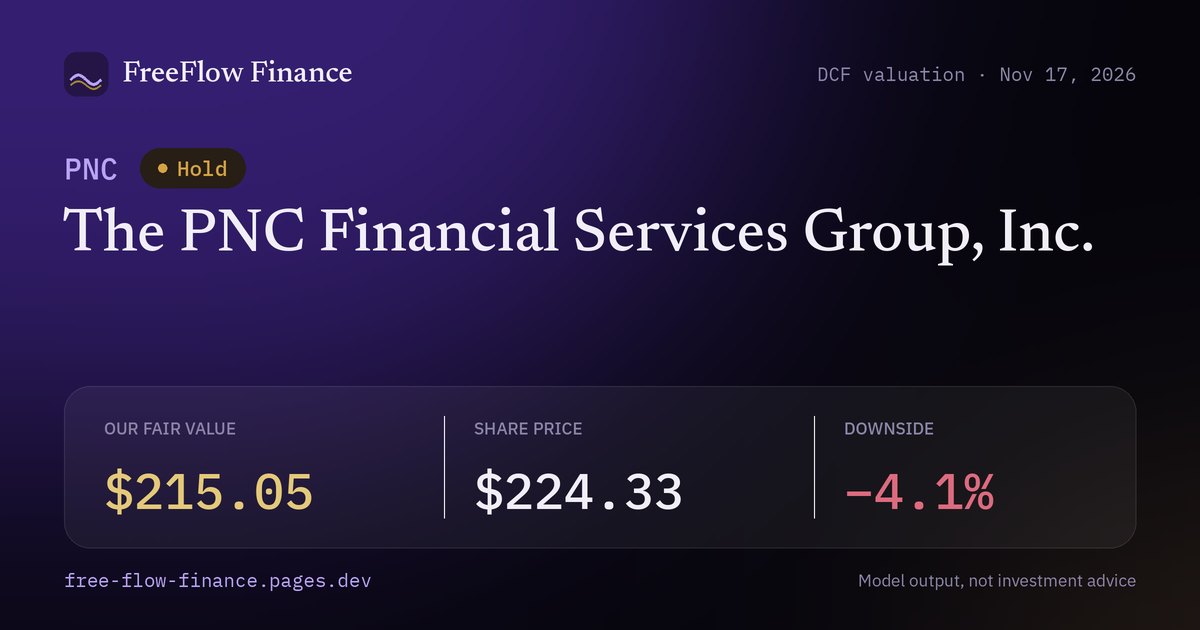 FreeFlow Finance
DCF valuation · Nov 17, 2026
PNC
Hold
The PNC Financial Services Group, Inc.
OUR FAIR VALUE
SHARE PRICE
DOWNSIDE
$215.05
$224.33
−4.1%
free-flow-finance.pages.dev
Model output, not investment advice